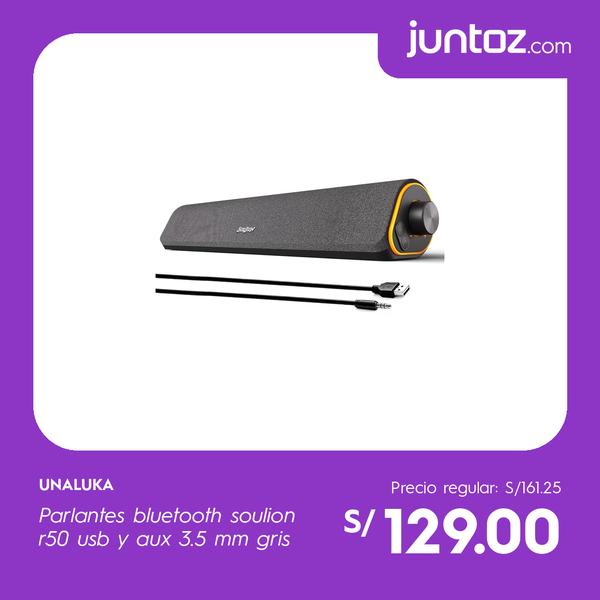 juntoz.com
Soulion
UNALUKA
Parlantes bluetooth soulion
r50 usb y aux 3.5 mm gris
Precio regular: S/161.25
S/129.00